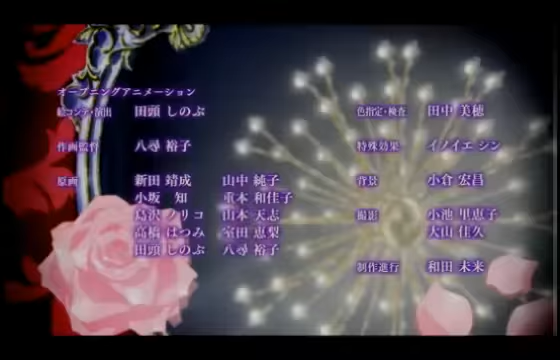 オープニングアニメーション
絵コンテ・演出 田頭 しのぶ
作画監督 八尋 裕子
原画 新田 靖成 山中 純子
小坂 知 重本 和佳子
島沢 ノリコ 山本 天志
高橋 はつみ 室田 恵梨
田頭 しのぶ 八尋 裕子
色指定・検査 田中 美穂
特殊効果 イノイエ シン
背景 小倉 宏昌
撮影 小池 里恵子
大山 佳久
制作進行 和田 未来